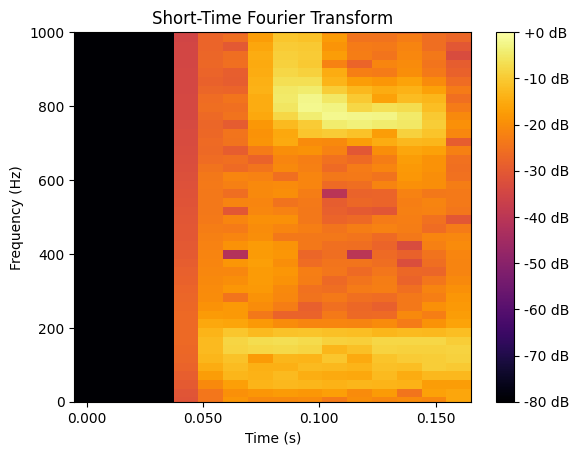 Short-Time Fourier Transform
Frequency (Hz)
1000
800
600
400
200
0
0.000
0.050
0.100
0.150
Time (s)
+0 dB
-10 dB
-20 dB
-30 dB
-40 dB
-50 dB
-60 dB
-70 dB
-80 dB